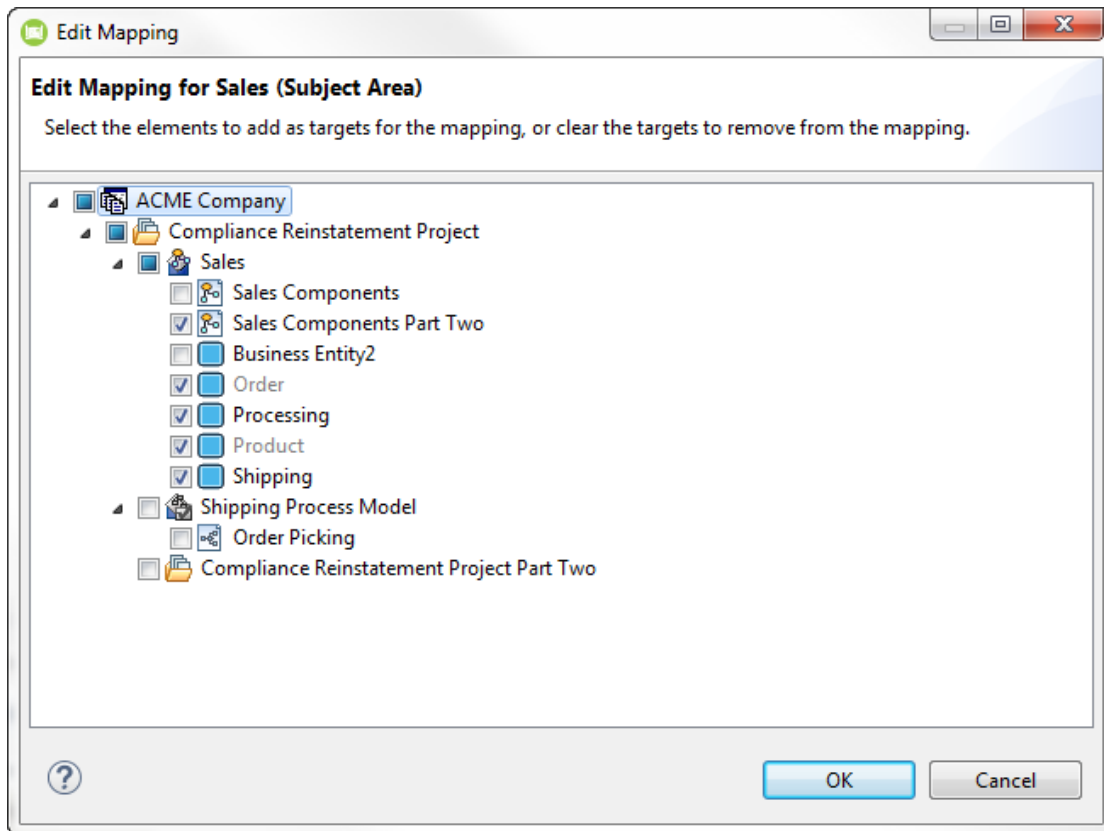 Edit Mapping
Edit Mapping for Sales (Subject Area)
Select the elements to add as targets for the mapping, or clear the targets to remove from the mapping.
ACME Company
Compliance Reinstatement Project
Sales
Sales Components
Sales Components Part Two
Business Entity2
Order
Processing
Product
Shipping
Shipping Process Model
Order Picking
Compliance Reinstatement Project Part Two
?
OK Cancel